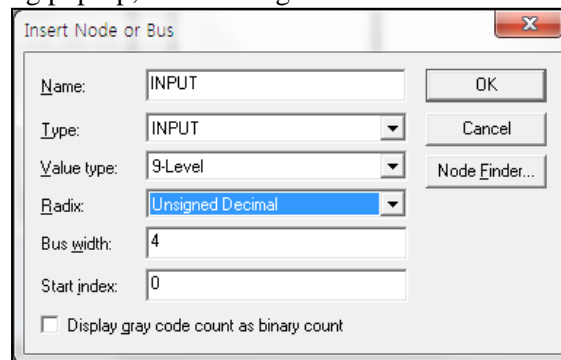 Insert Node or Bus
Name: INPUT OK
Type: INPUT Cancel
Value type: 9-Level Node Finder...
Radix: Unsigned Decimal
Bus width: 4
Start index: 0
Display gray code count as binary count